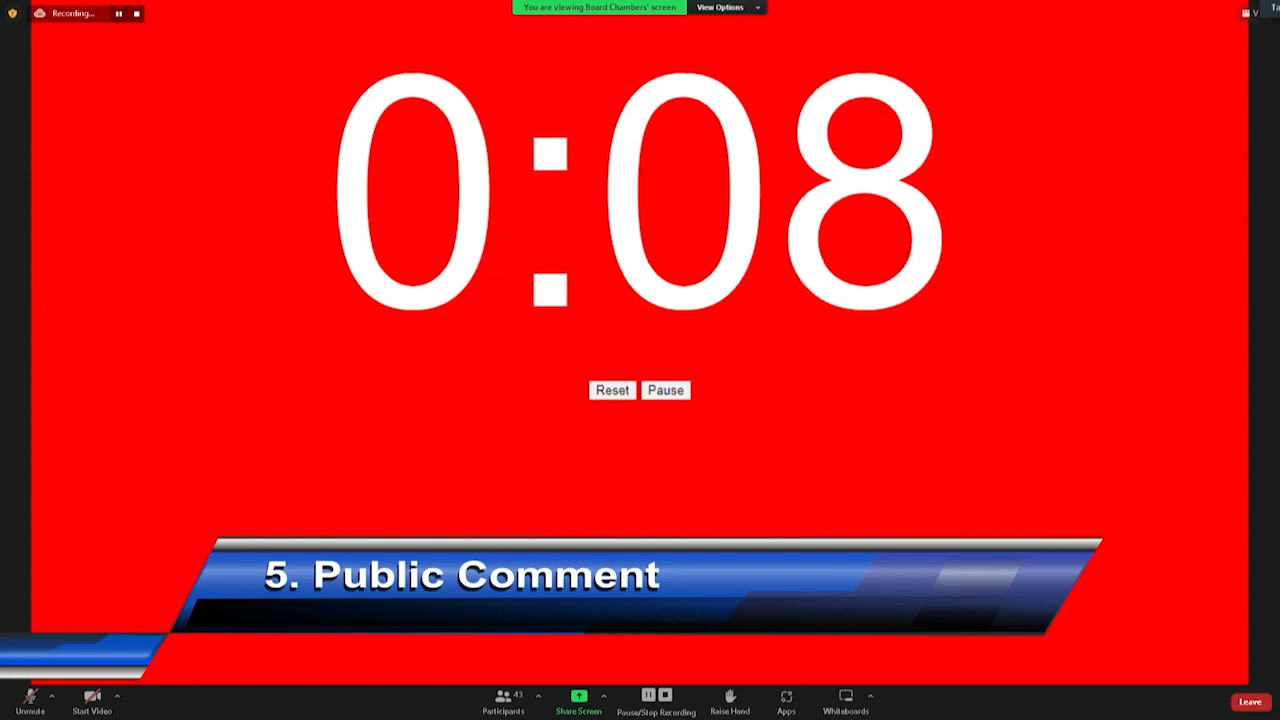 Recording...
You are viewing Board Chambers' screen
View Options
V
Ta
0:08
Reset
Pause
5. Public Comment
43
Unmute
Start Video
Participants
Share Screen
Pause/Stop Recording
Raise Hand
Apps
Whiteboards
Leave